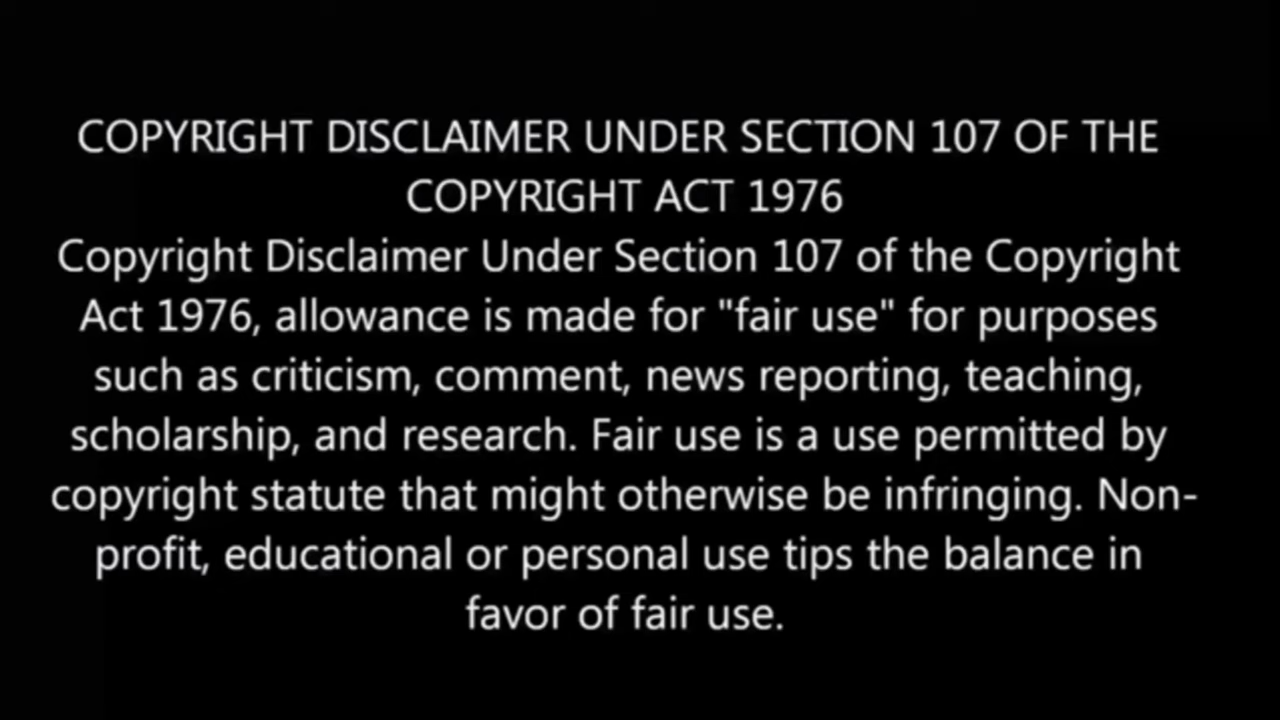 COPYRIGHT DISCLAIMER UNDER SECTION 107 OF THE
COPYRIGHT ACT 1976
Copyright Disclaimer Under Section 107 of the Copyright
Act 1976, allowance is made for "fair use" for purposes
such as criticism, comment, news reporting, teaching,
scholarship, and research. Fair use is a use permitted by
copyright statute that might otherwise be infringing. Non-
profit, educational or personal use tips the balance in
favor of fair use.